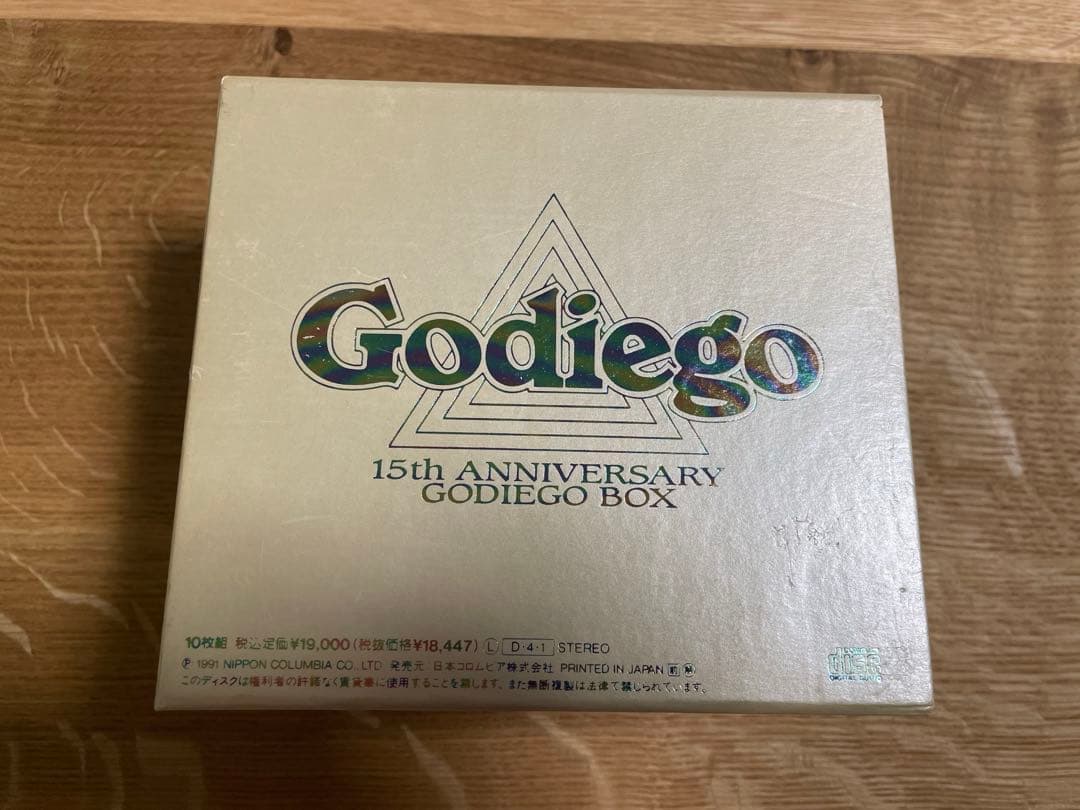 Godiego
15th ANNIVERSARY
GODIEGO BOX
10枚組 税込定価¥19,000(税抜価格¥18,447) Ⓛ D・4・1 STEREO
Ⓟ 1991 NIPPON COLUMBIA CO., LTD 発売元 日本コロムビア株式会社 PRINTED IN JAPAN
このディスクは権利者の許諾なく賃貸業に使用することを禁じます。また無断複製は法律で禁じられています。
DISC
DIGITAL AUDIO